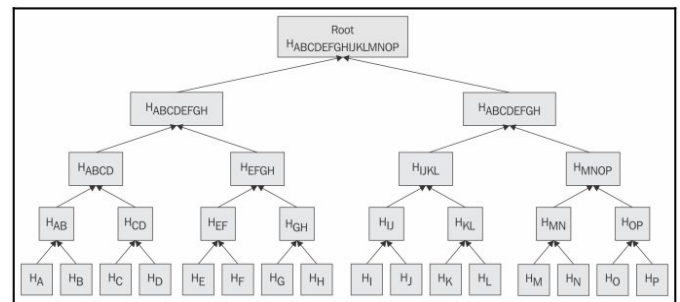 Root
HABCDEFGHIJKLMNOP
HABCDEFGH HABCDEFGH
HABCD HEFGH HIJKL HMNOP
HAB HCD HEF HGH HIJ HKL HMN HOP
HA HB HC HD HE HF HG HH HI HJ HK HL HM HN HO HP